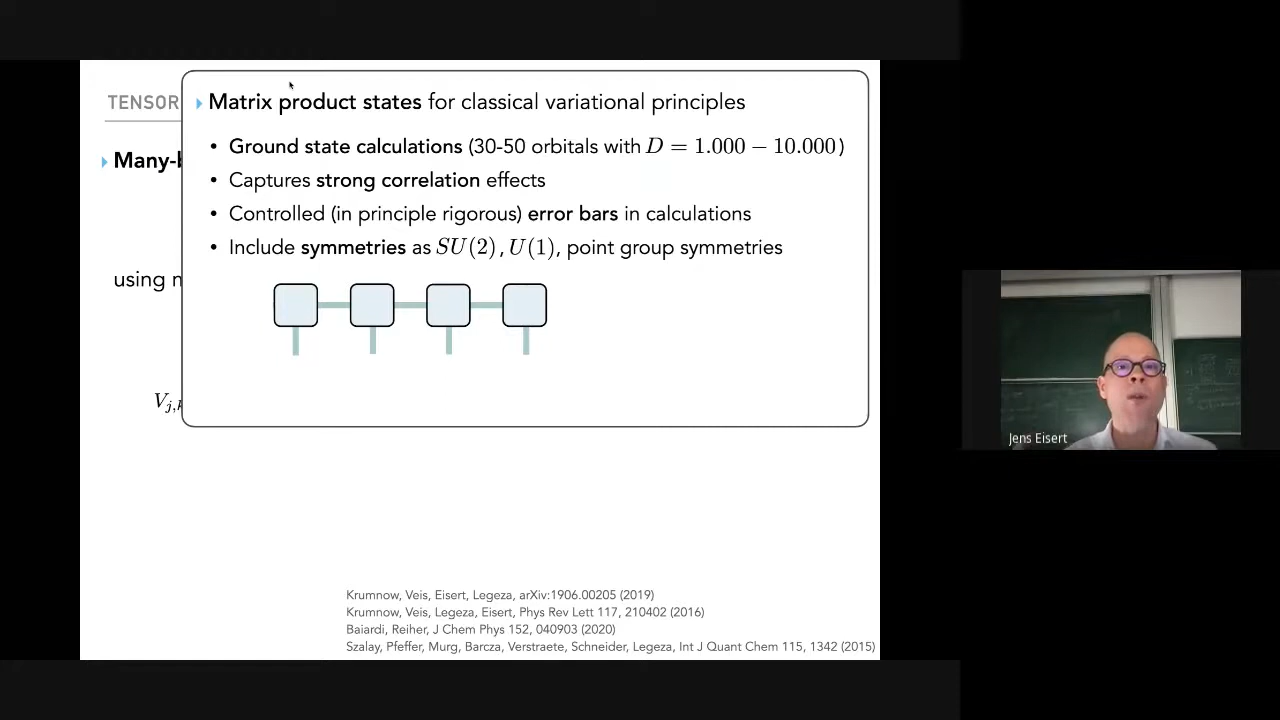 TENSOR
Many-b
using n
V_{j,k}
Matrix product states for classical variational principles
• Ground state calculations (30-50 orbitals with D = 1.000 − 10.000)
• Captures strong correlation effects
• Controlled (in principle rigorous) error bars in calculations
• Include symmetries as SU(2), U(1), point group symmetries
Krumnow, Veis, Eisert, Legeza, arXiv:1906.00205 (2019)
Krumnow, Veis, Legeza, Eisert, Phys Rev Lett 117, 210402 (2016)
Baiardi, Reiher, J Chem Phys 152, 040903 (2020)
Szalay, Pfeffer, Murg, Barcza, Verstraete, Schneider, Legeza, Int J Quant Chem 115, 1342 (2015)
Jens Eisert